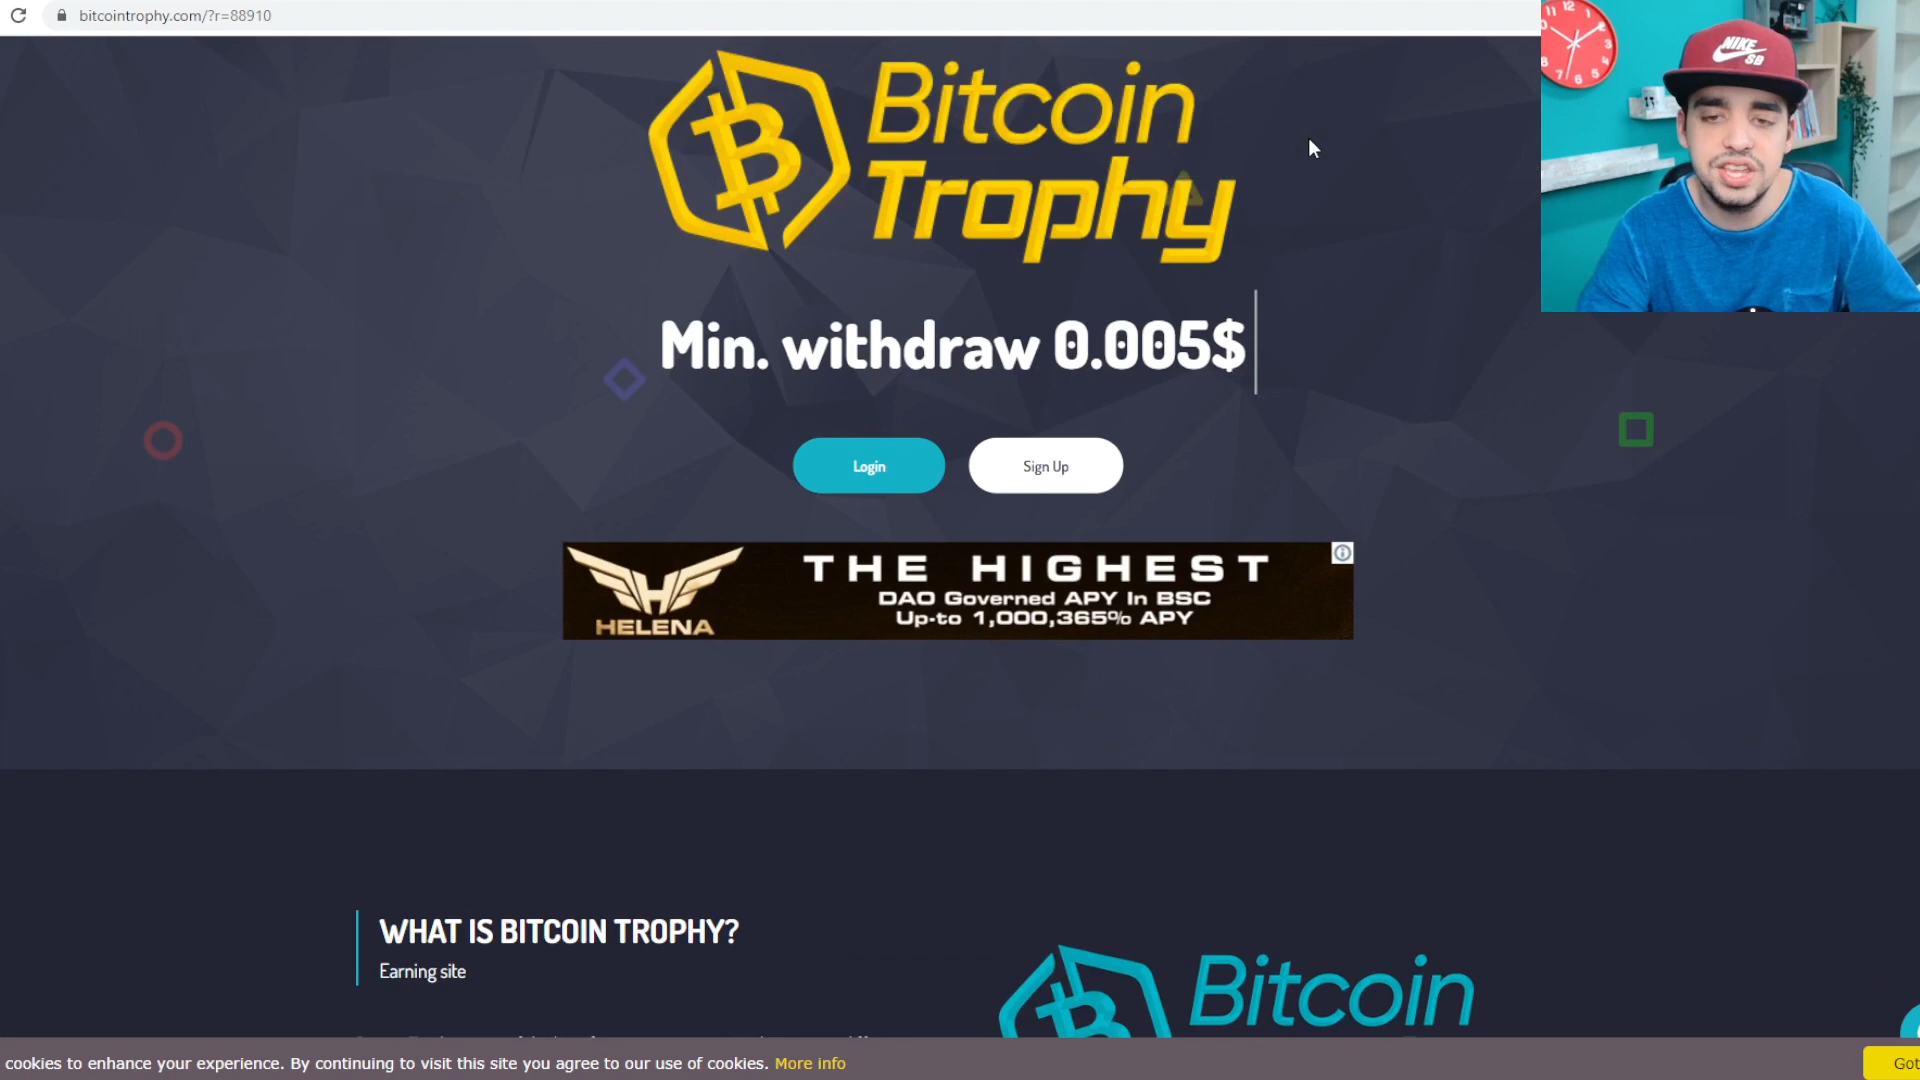 bitcointrophy.com/?r=88910
Bitcoin
Trophy
NIKE
SB
Min. withdraw 0.005$
Login
Sign Up
HELENA
THE HIGHEST
DAO Governed APY In BSC
Up-to 1,000,365% APY
WHAT IS BITCOIN TROPHY?
Earning site
Bitcoin
cookies to enhance your experience. By continuing to visit this site you agree to our use of cookies. More info
Got